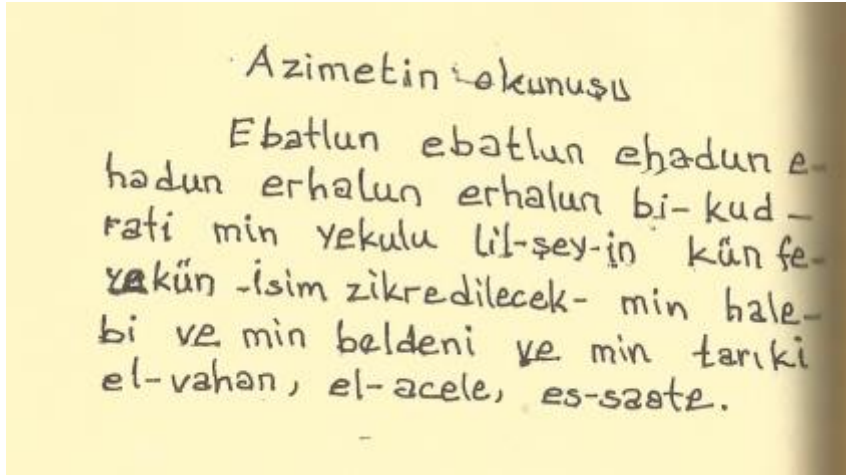 Azimetin okunuşu
Ebatlun ebatlun ehadun e-
hadun erhalun erhalun bi-kud-
rati min yekulu lil-şey-in kün fe-
yekün -isim zikredilecek- min hale-
bi ve min beldeni ve min tarıki
el-vahan, el-acele, es-saate.